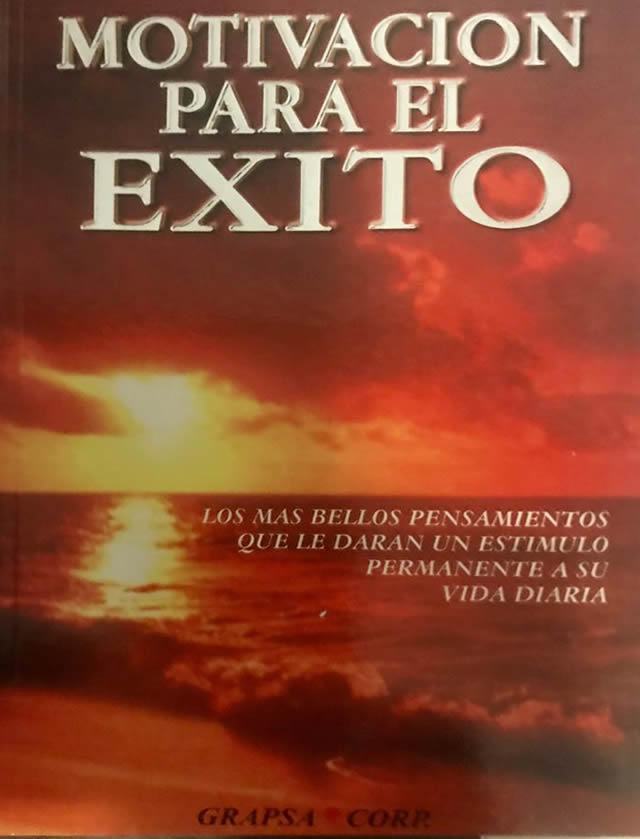 MOTIVACION
PARA EL
EXITO
LOS MAS BELLOS PENSAMIENTOS
QUE LE DARAN UN ESTIMULO
PERMANENTE A SU
VIDA DIARIA
GRAPSA CORP.